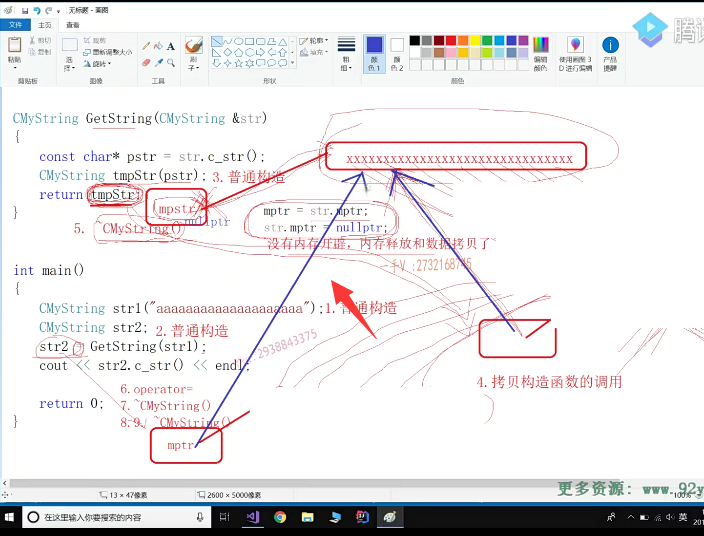 无标题 - 画图
文件 主页 查看
粘贴
剪切
复制
选择
裁剪
重新调整大小
旋转
刷子
轮廓
填充
粗细
颜色 1
颜色 2
编辑颜色
使用画图 3D 进行编辑
产品提醒
剪贴板 图像 工具 形状 颜色
腾讯
CMyString GetString(CMyString &str)
{
const char* pstr = str.c_str();
xxxxxxxxxxxxxxxxxxxxxxxxxxxxxxx
CMyString tmpStr(pstr); 3.普通构造
return tmpStr;
(mpstr)
nullptr
}
5. ~CMyString()
mptr = str.mptr;
str.mptr = nullptr;
没有内存开辟，内存释放和数据拷贝了~
int main()
{
CMyString str1("aaaaaaaaaaaaaaaaaaaa");1.普通构造
CMyString str2; 2.普通构造
str2 = GetString(str1);
cout << str2.c_str() << endl;
2938843375
4.拷贝构造函数的调用
6.operator=
return 0; 7.~CMyString()
} 8.9. ~CMyString()
mptr
更多资源: www.92y
13 × 47像素
2600 × 5000像素
100%
在这里输入你要搜索的内容
英